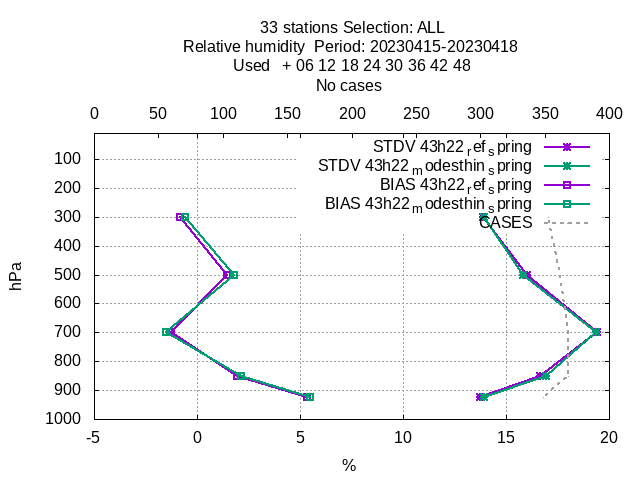 33 stations Selection: ALL
Relative humidity  Period: 20230415-20230418
Used   + 06 12 18 24 30 36 42 48
No cases
0 50 100 150 200 250 300 350 400
STDV 43h22_ref_spring
STDV 43h22_modesthin_spring
BIAS 43h22_ref_spring
BIAS 43h22_modesthin_spring
CASES
100
200
300
400
500
600
700
800
900
1000
hPa
-5 0 5 10 15 20
%